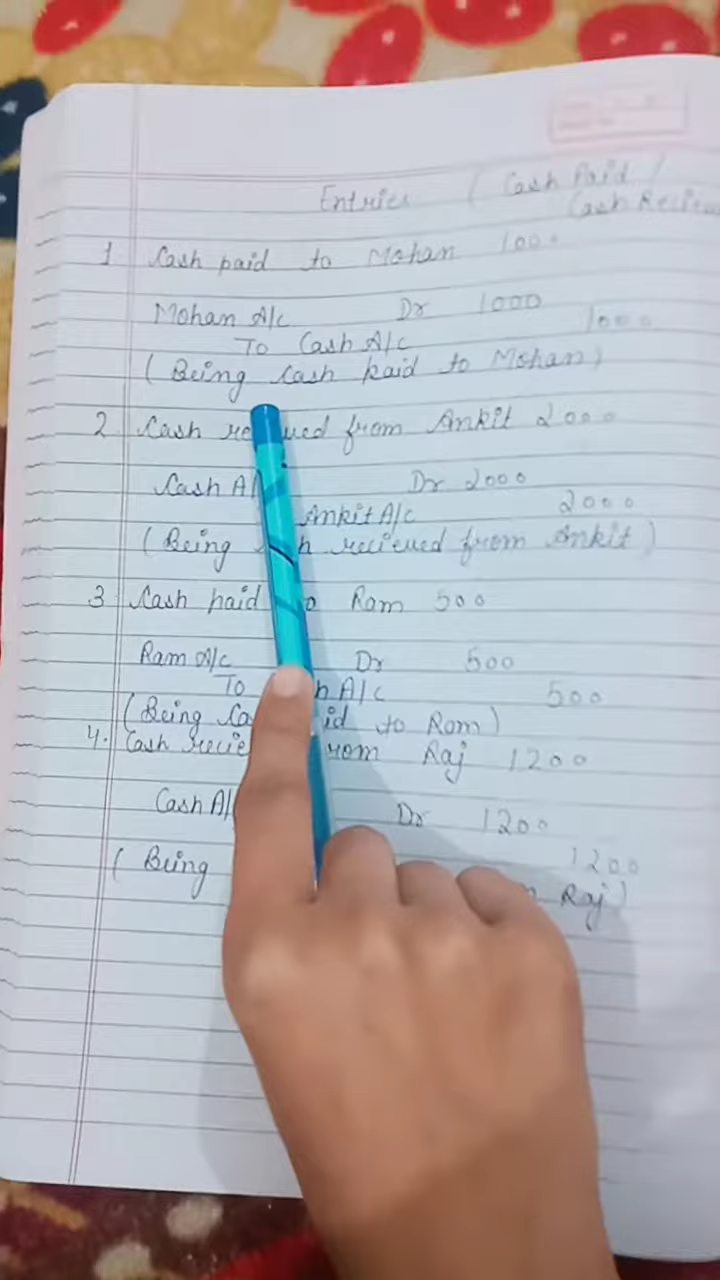 Entries (Cash Paid /
Cash Recie
1 Cash paid to Mohan 1000
Mohan A/c Dr 1000
To Cash A/c 1000
(Being Cash paid to Mohan)
2. Cash from Ankit 2000
Cash A/ Dr 2000
Ankit A/c 2000
(Being recieved from Ankit)
3 Cash paid Ram 500
Ram A/c Dr 500
To A/c 500
(Being to Ram)
4. Cash Raj 1200
Cash A/ Dr 1200
1200
(Being Raj)